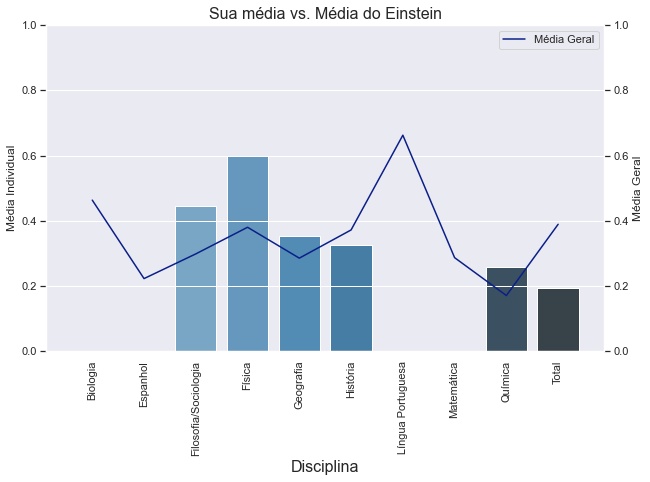 Sua média vs. Média do Einstein
Média Geral
1.0
0.8
0.6
0.4
0.2
0.0
Média Individual
1.0
0.8
0.6
0.4
0.2
0.0
Média Geral
Biologia
Espanhol
Filosofia/Sociologia
Física
Geografia
História
Língua Portuguesa
Matemática
Química
Total
Disciplina